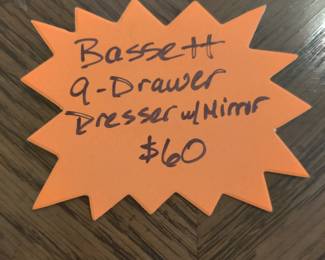 Bassett
9-Drawer
Dresser w/ Mirror
$60